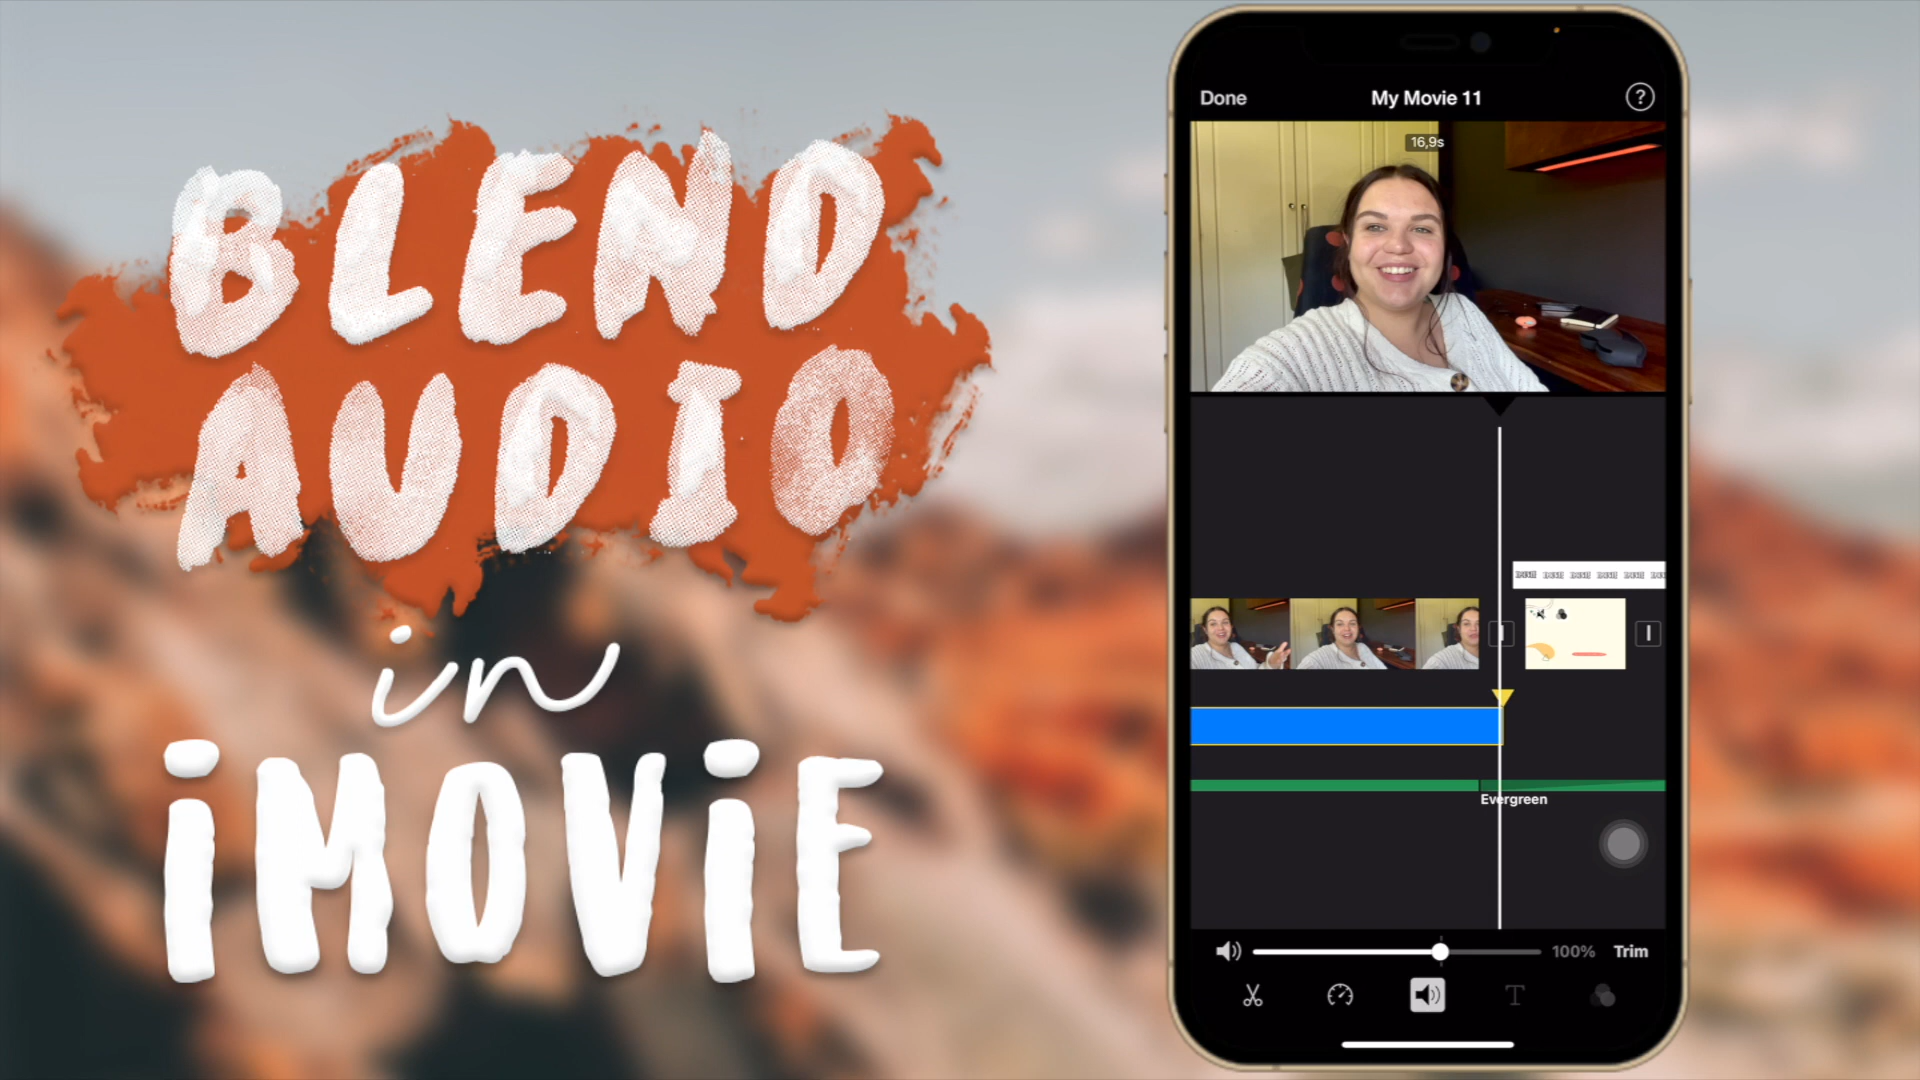 BLEND
AUDIO
in
iMOViE
Done
My Movie 11
?
16,9s
Evergreen
100%
Trim
T